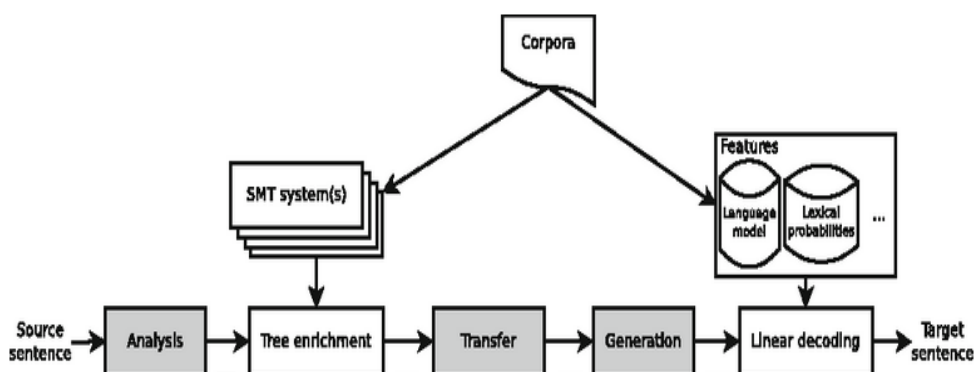 Corpora
Features
SMT system(s)
Language
model
Lexical
probabilities
...
Source
sentence
Analysis
Tree enrichment
Transfer
Generation
Linear decoding
Target
sentence